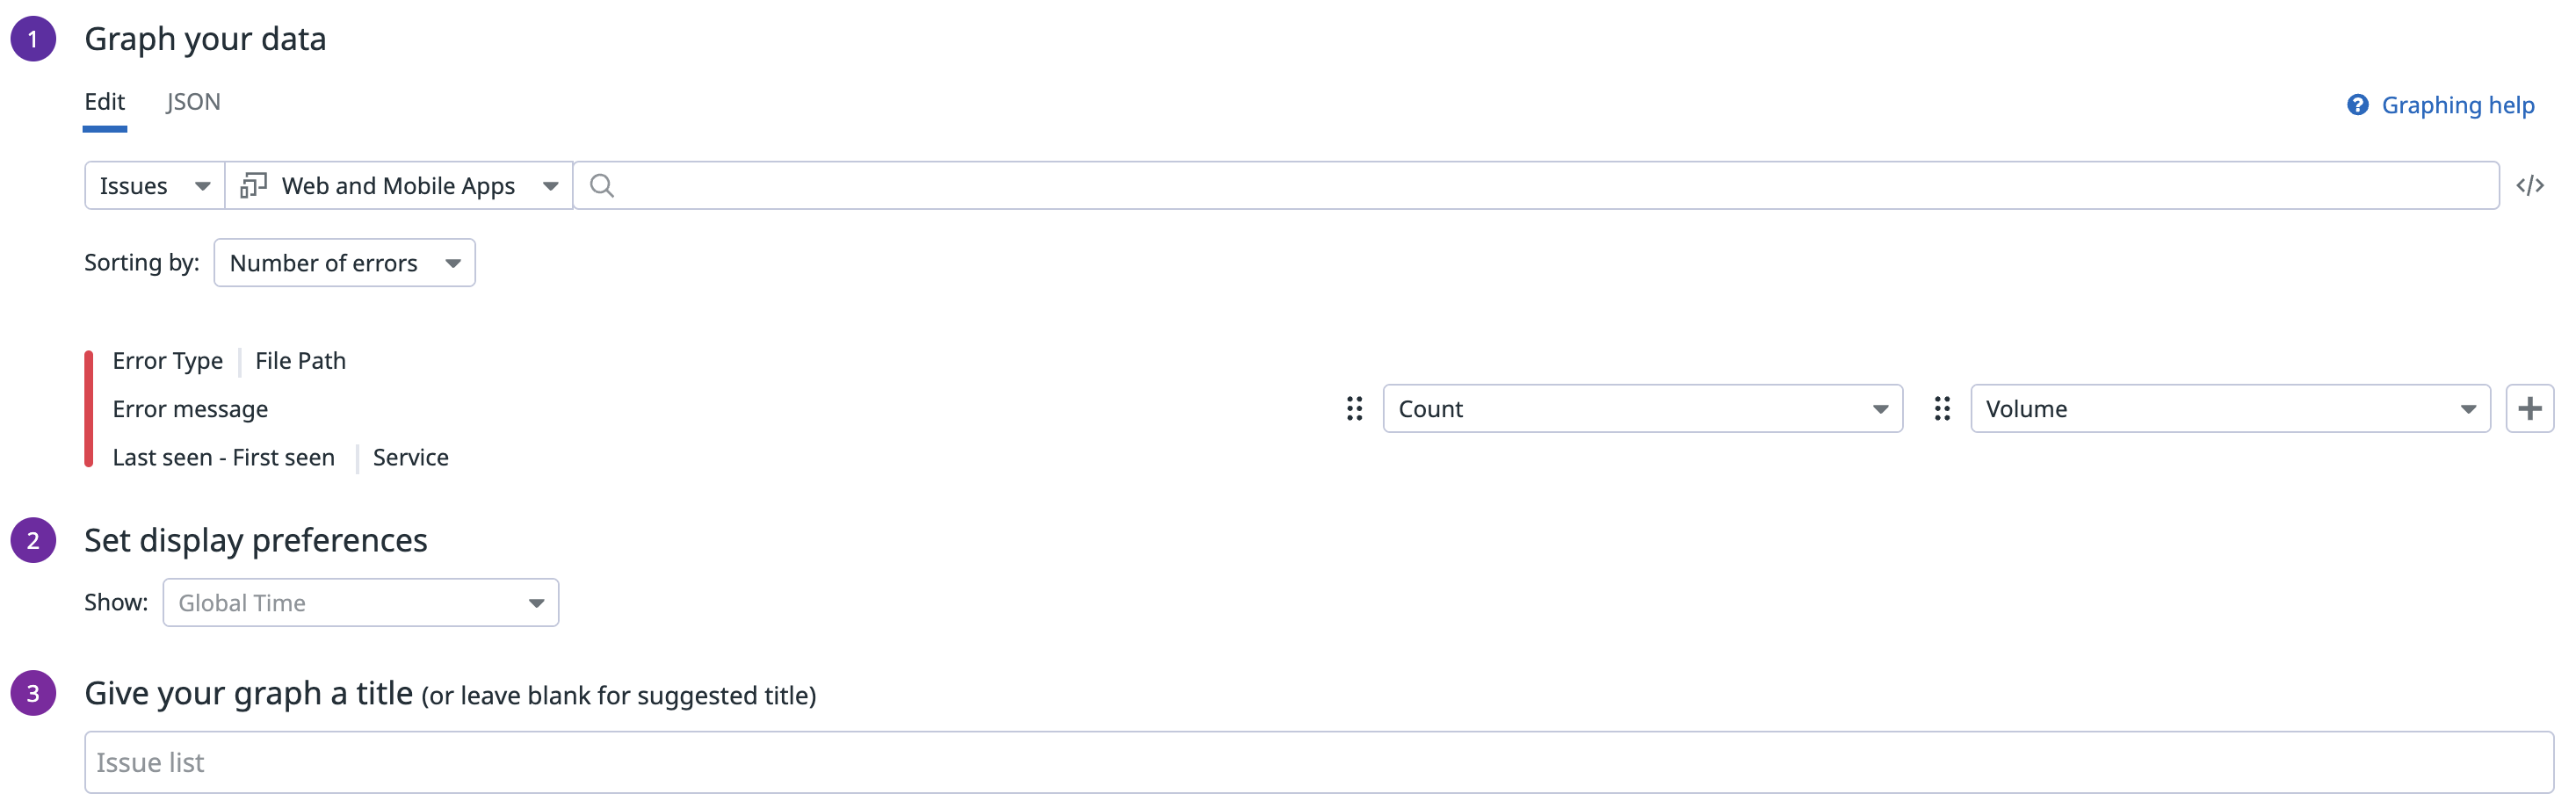 1 Graph your data
Edit JSON
? Graphing help
Issues Web and Mobile Apps </>
Sorting by: Number of errors
Error Type File Path
Error message Count Volume +
Last seen - First seen Service
2 Set display preferences
Show: Global Time
3 Give your graph a title (or leave blank for suggested title)
Issue list